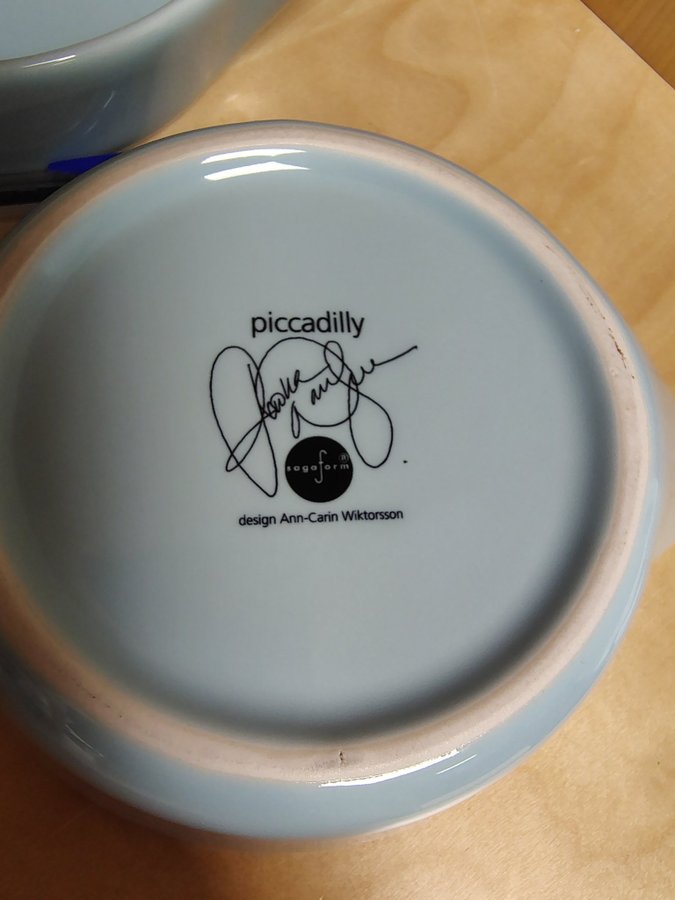 piccadilly
sagaform®
design Ann-Carin Wiktorsson